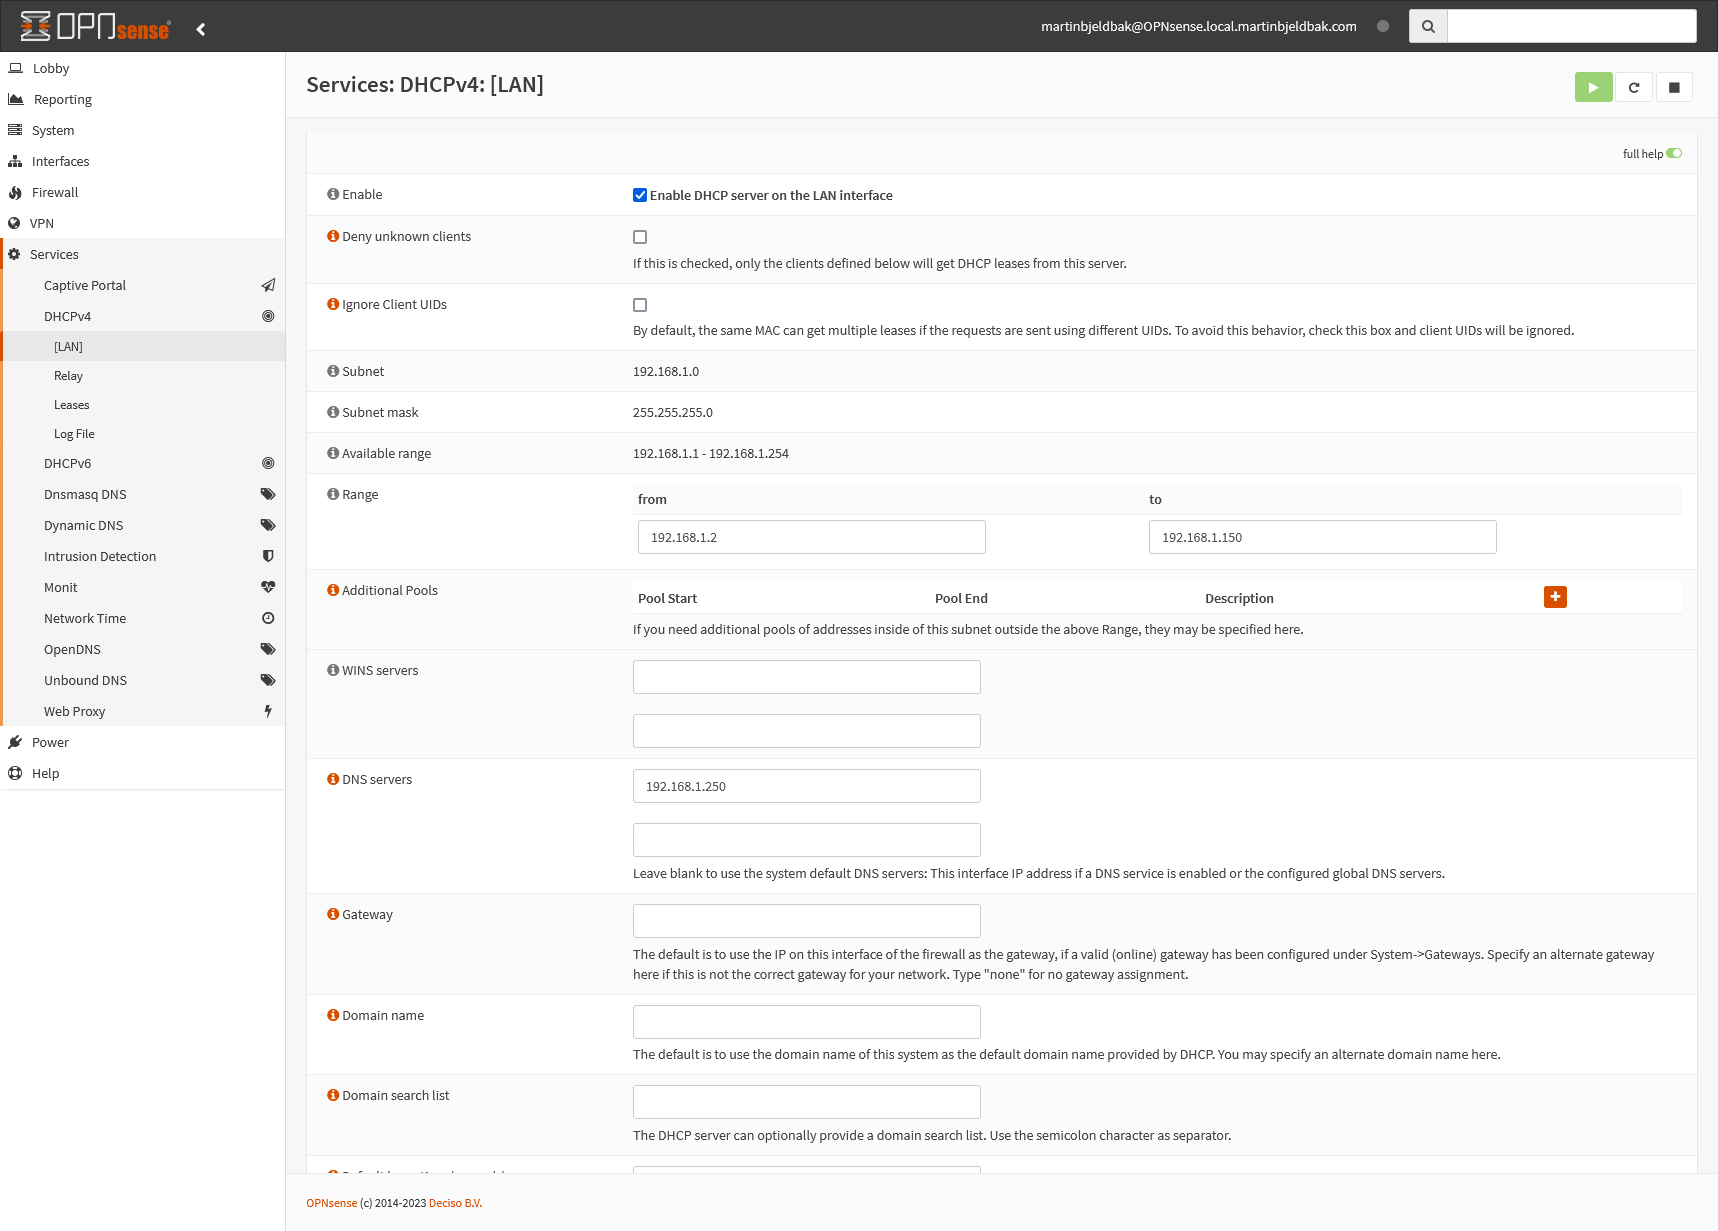 OPNsense
martinbjeldbak@OPNsense.local.martinbjeldbak.com
Lobby
Reporting
System
Interfaces
Firewall
VPN
Services
Captive Portal
DHCPv4
[LAN]
Relay
Leases
Log File
DHCPv6
Dnsmasq DNS
Dynamic DNS
Intrusion Detection
Monit
Network Time
OpenDNS
Unbound DNS
Web Proxy
Power
Help
Services: DHCPv4: [LAN]
full help
Enable
Enable DHCP server on the LAN interface
Deny unknown clients
If this is checked, only the clients defined below will get DHCP leases from this server.
Ignore Client UIDs
By default, the same MAC can get multiple leases if the requests are sent using different UIDs. To avoid this behavior, check this box and client UIDs will be ignored.
Subnet
192.168.1.0
Subnet mask
255.255.255.0
Available range
192.168.1.1 - 192.168.1.254
Range
from to
192.168.1.2 192.168.1.150
Additional Pools
Pool Start Pool End Description
If you need additional pools of addresses inside of this subnet outside the above Range, they may be specified here.
WINS servers
DNS servers
192.168.1.250
Leave blank to use the system default DNS servers: This interface IP address if a DNS service is enabled or the configured global DNS servers.
Gateway
The default is to use the IP on this interface of the firewall as the gateway, if a valid (online) gateway has been configured under System->Gateways. Specify an alternate gateway
here if this is not the correct gateway for your network. Type "none" for no gateway assignment.
Domain name
The default is to use the domain name of this system as the default domain name provided by DHCP. You may specify an alternate domain name here.
Domain search list
The DHCP server can optionally provide a domain search list. Use the semicolon character as separator.
OPNsense (c) 2014-2023 Deciso B.V.